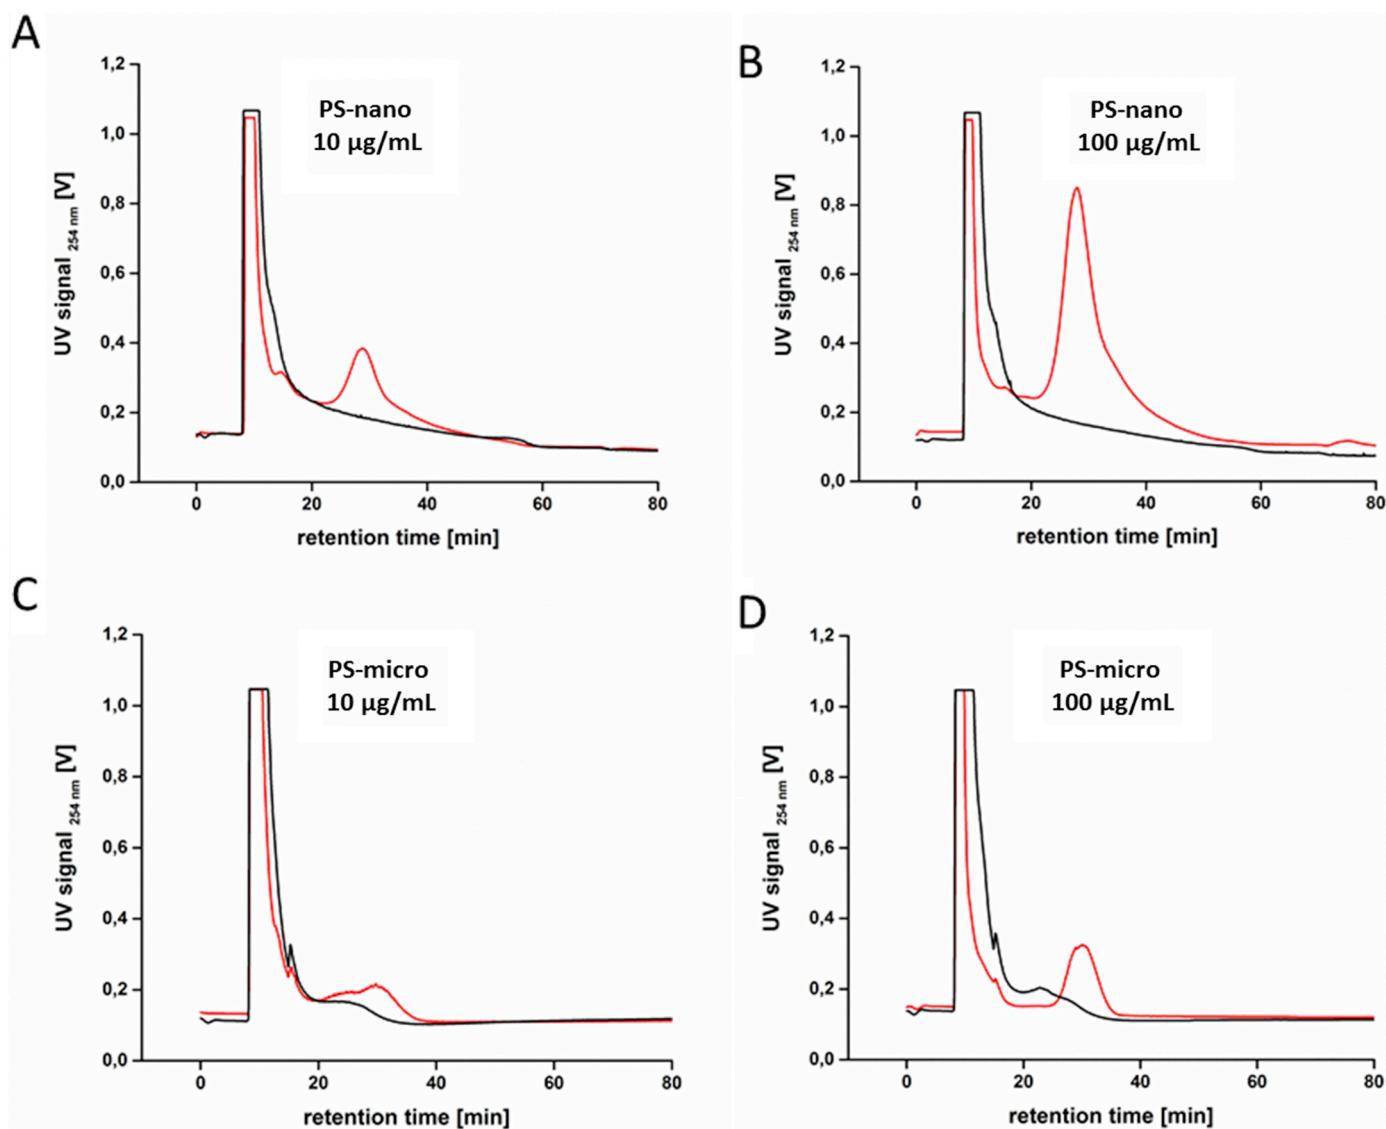 A
PS-nano
10 µg/mL
1,2
1,0
0,8
0,6
0,4
0,2
0,0
UV signal 254 nm [V]
0 20 40 60 80
retention time [min]
B
PS-nano
100 µg/mL
1,2
1,0
0,8
0,6
0,4
0,2
0,0
UV signal 254 nm [V]
0 20 40 60 80
retention time [min]
C
PS-micro
10 µg/mL
1,2
1,0
0,8
0,6
0,4
0,2
0,0
UV signal 254 nm [V]
0 20 40 60 80
retention time [min]
D
PS-micro
100 µg/mL
1,2
1,0
0,8
0,6
0,4
0,2
0,0
UV signal 254 nm [V]
0 20 40 60 80
retention time [min]